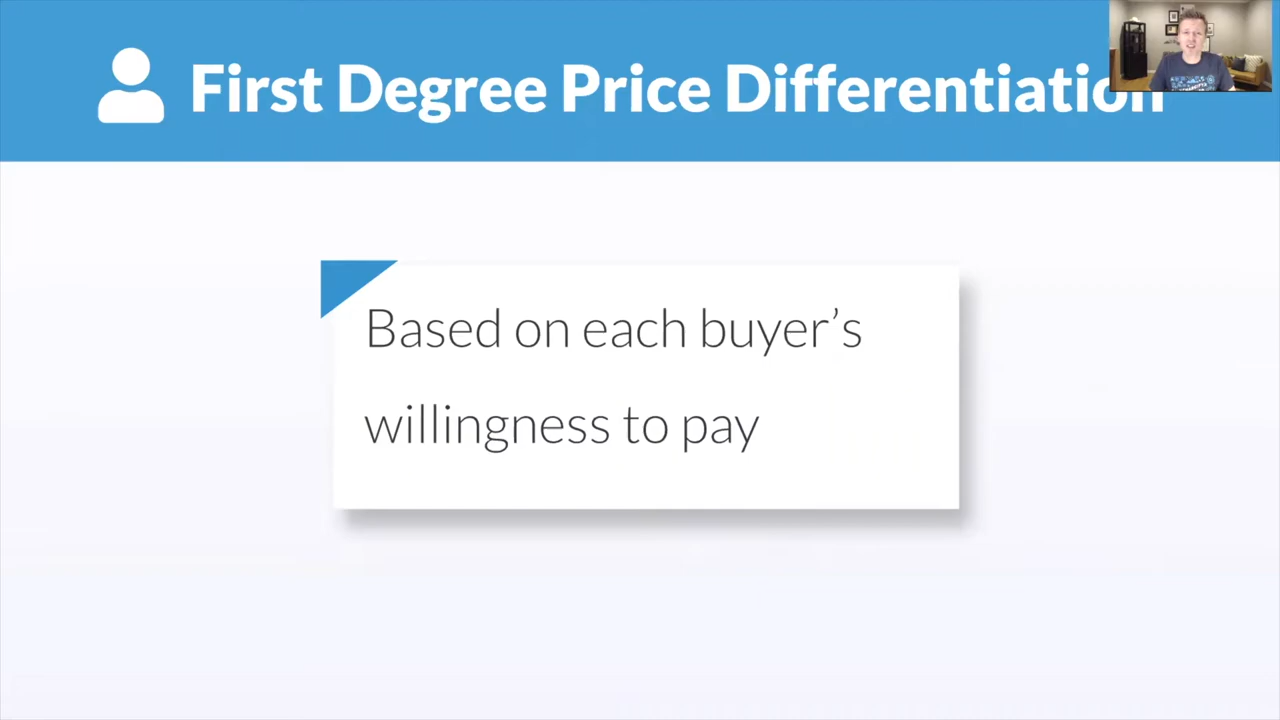 First Degree Price Differentiation
Based on each buyer’s
willingness to pay